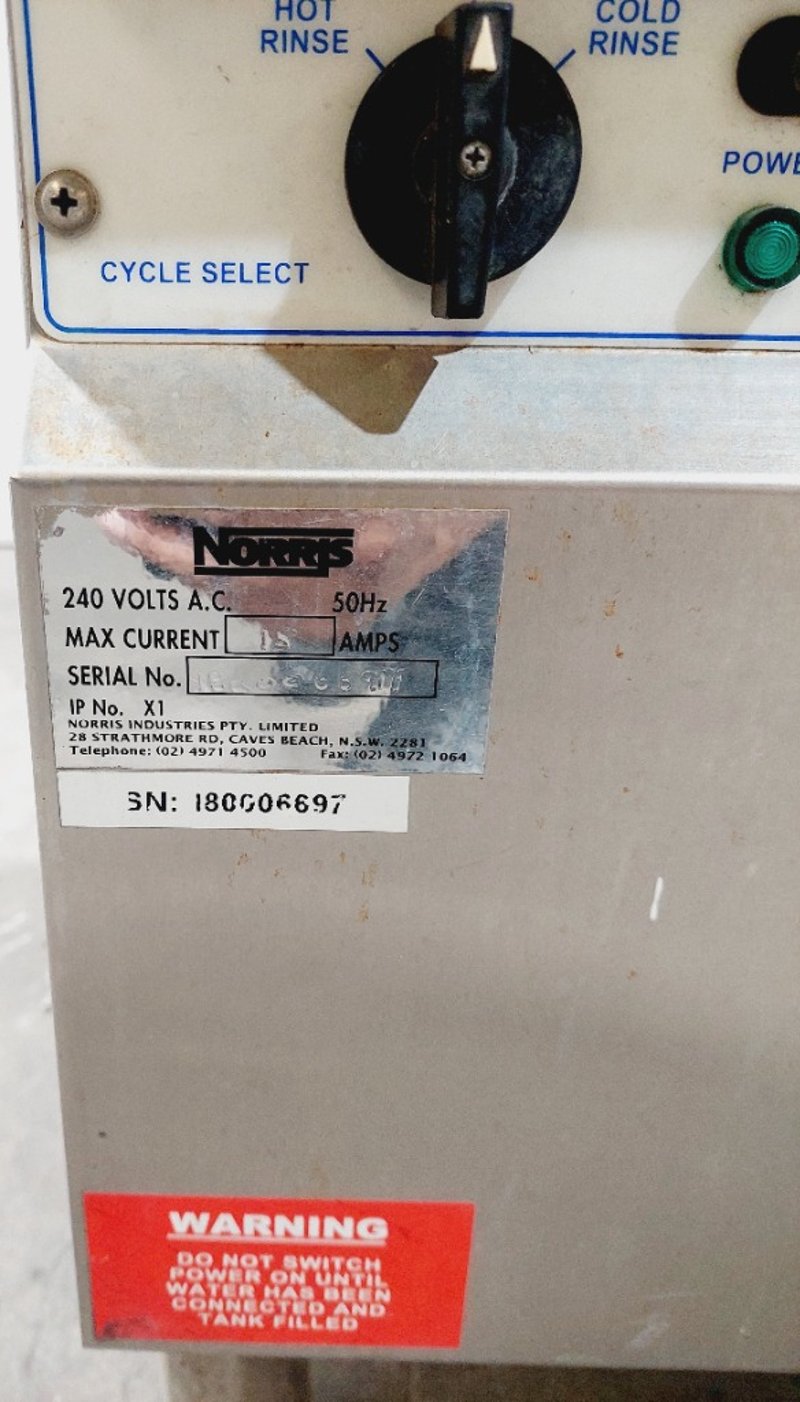 HOT RINSE
COLD RINSE
POWE
CYCLE SELECT
NORRIS
240 VOLTS A.C. 50Hz
MAX CURRENT 15 AMPS
SERIAL No.
IP No. X1
NORRIS INDUSTRIES PTY. LIMITED
28 STRATHMORE RD, CAVES BEACH, N.S.W. 2281
Telephone: (02) 4971 4500 Fax: (02) 4972 1064
SN: 180006697
WARNING
DO NOT SWITCH
POWER ON UNTIL
WATER HAS BEEN
CONNECTED AND
TANK FILLED